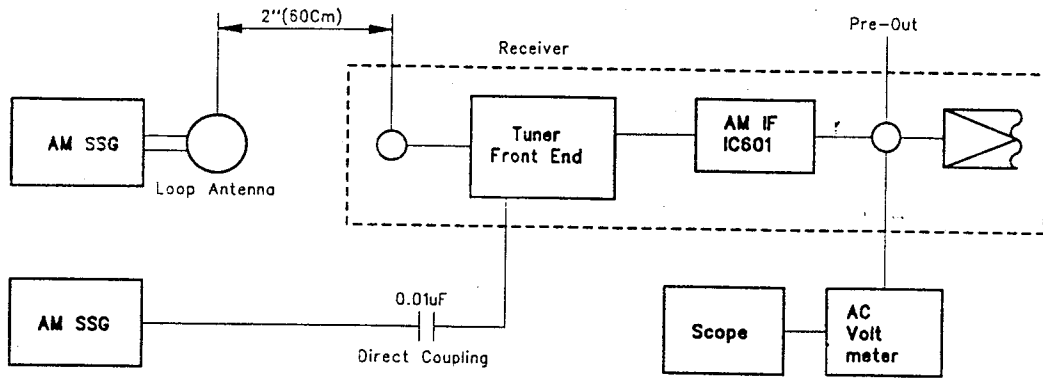 2"(60Cm)
Pre-Out
Receiver
AM SSG
Loop Antenna
Tuner
Front End
AM IF
IC601
AM SSG
0.01uF
Direct Coupling
Scope
AC
Volt
meter